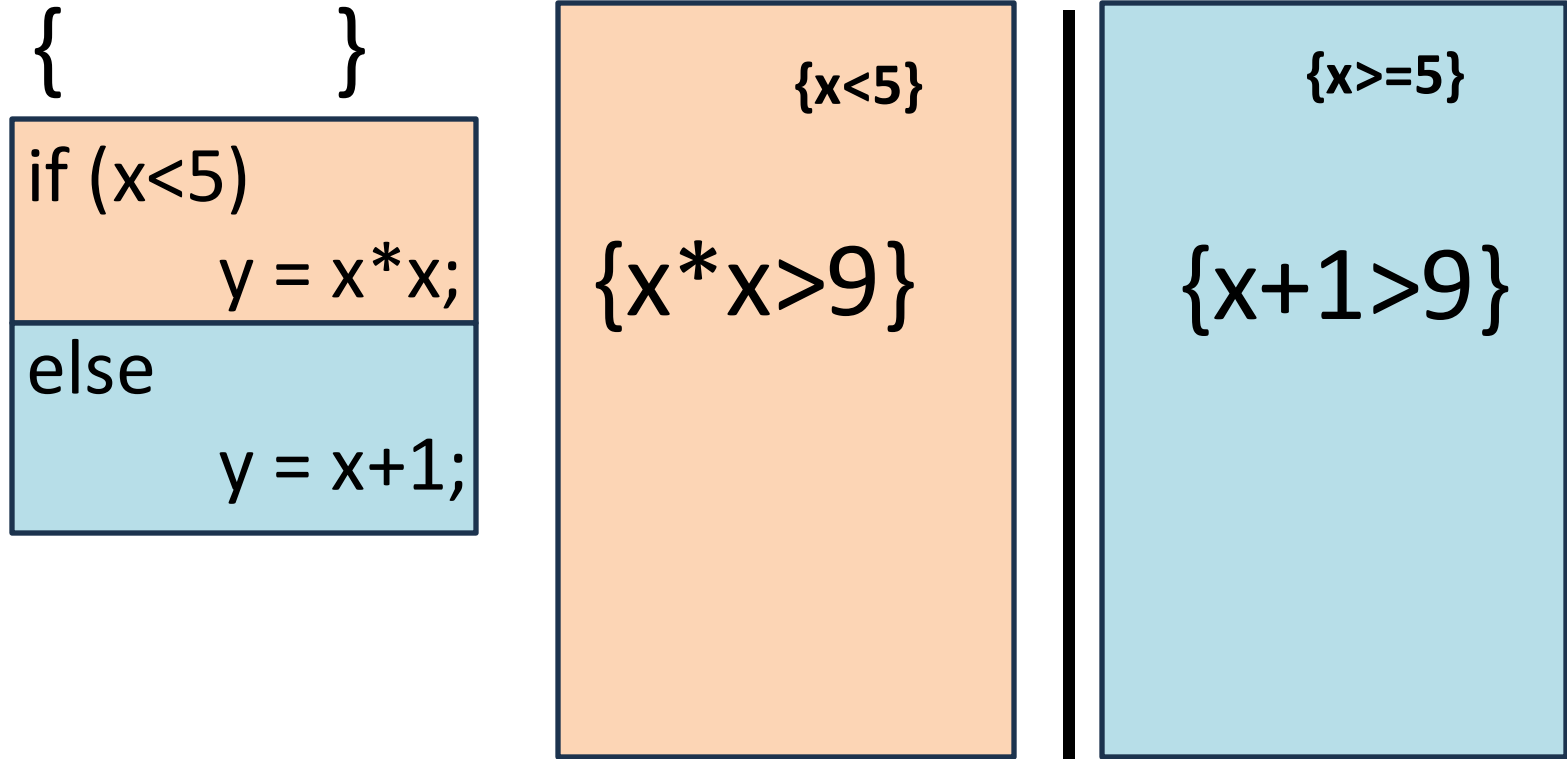 { }
if (x<5)
y = x*x;
else
y = x+1;
{x<5}
{x*x>9}
{x>=5}
{x+1>9}